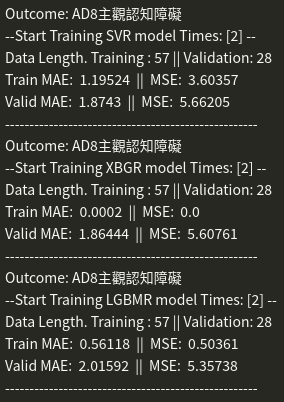 Outcome: AD8主觀認知障礙
--Start Training SVR model Times: [2] --
Data Length. Training : 57 || Validation: 28
Train MAE:  1.19524  ||  MSE:  3.60357
Valid MAE:  1.8743  ||  MSE:  5.66205
----------------------------------------------------
Outcome: AD8主觀認知障礙
--Start Training XBGR model Times: [2] --
Data Length. Training : 57 || Validation: 28
Train MAE:  0.0002  ||  MSE:  0.0
Valid MAE:  1.86444  ||  MSE:  5.60761
----------------------------------------------------
Outcome: AD8主觀認知障礙
--Start Training LGBMR model Times: [2] --
Data Length. Training : 57 || Validation: 28
Train MAE:  0.56118  ||  MSE:  0.50361
Valid MAE:  2.01592  ||  MSE:  5.35738
----------------------------------------------------